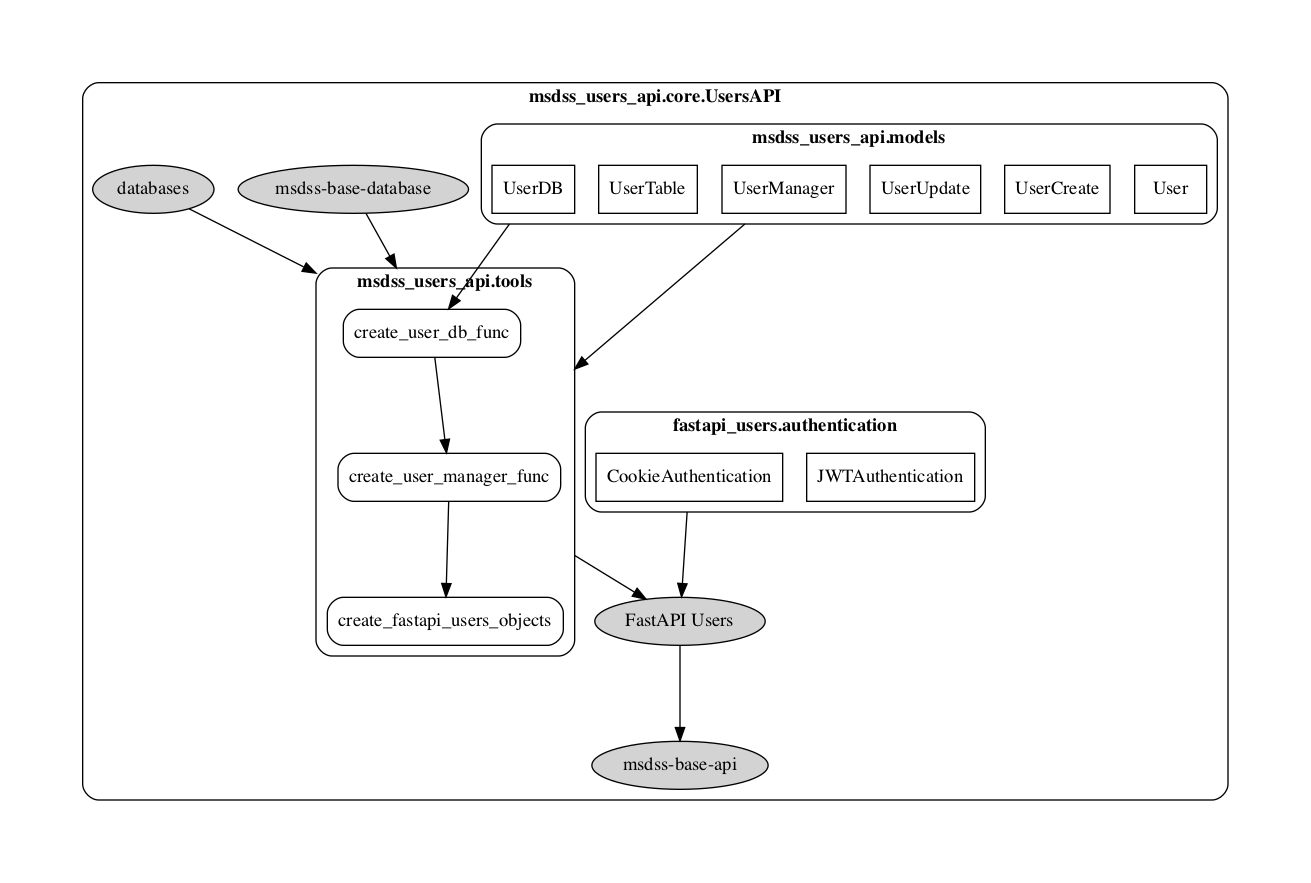 msdss_users_api.core.UsersAPI
msdss_users_api.models
databases
msdss-base-database
UserDB
UserTable
UserManager
UserUpdate
UserCreate
User
msdss_users_api.tools
create_user_db_func
fastapi_users.authentication
create_user_manager_func
CookieAuthentication
JWTAuthentication
create_fastapi_users_objects
FastAPI Users
msdss-base-api